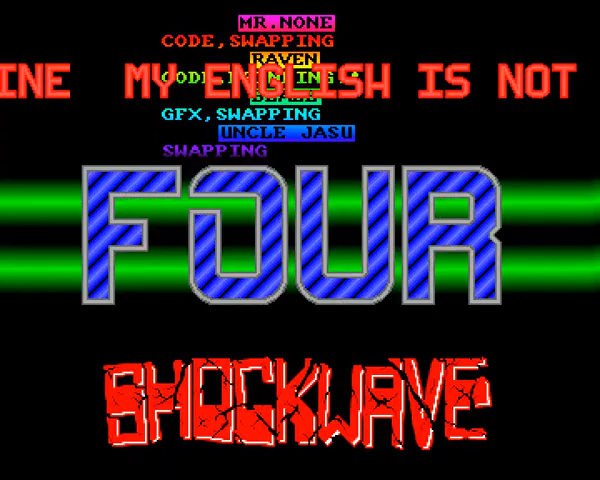 MR.NONE
CODE,SWAPPING
RAVEN
INE MY ENGLISH IS NOT
GFX,SWAPPING
UNCLE JASU
SWAPPING
FOUR
SHOCKWAVE